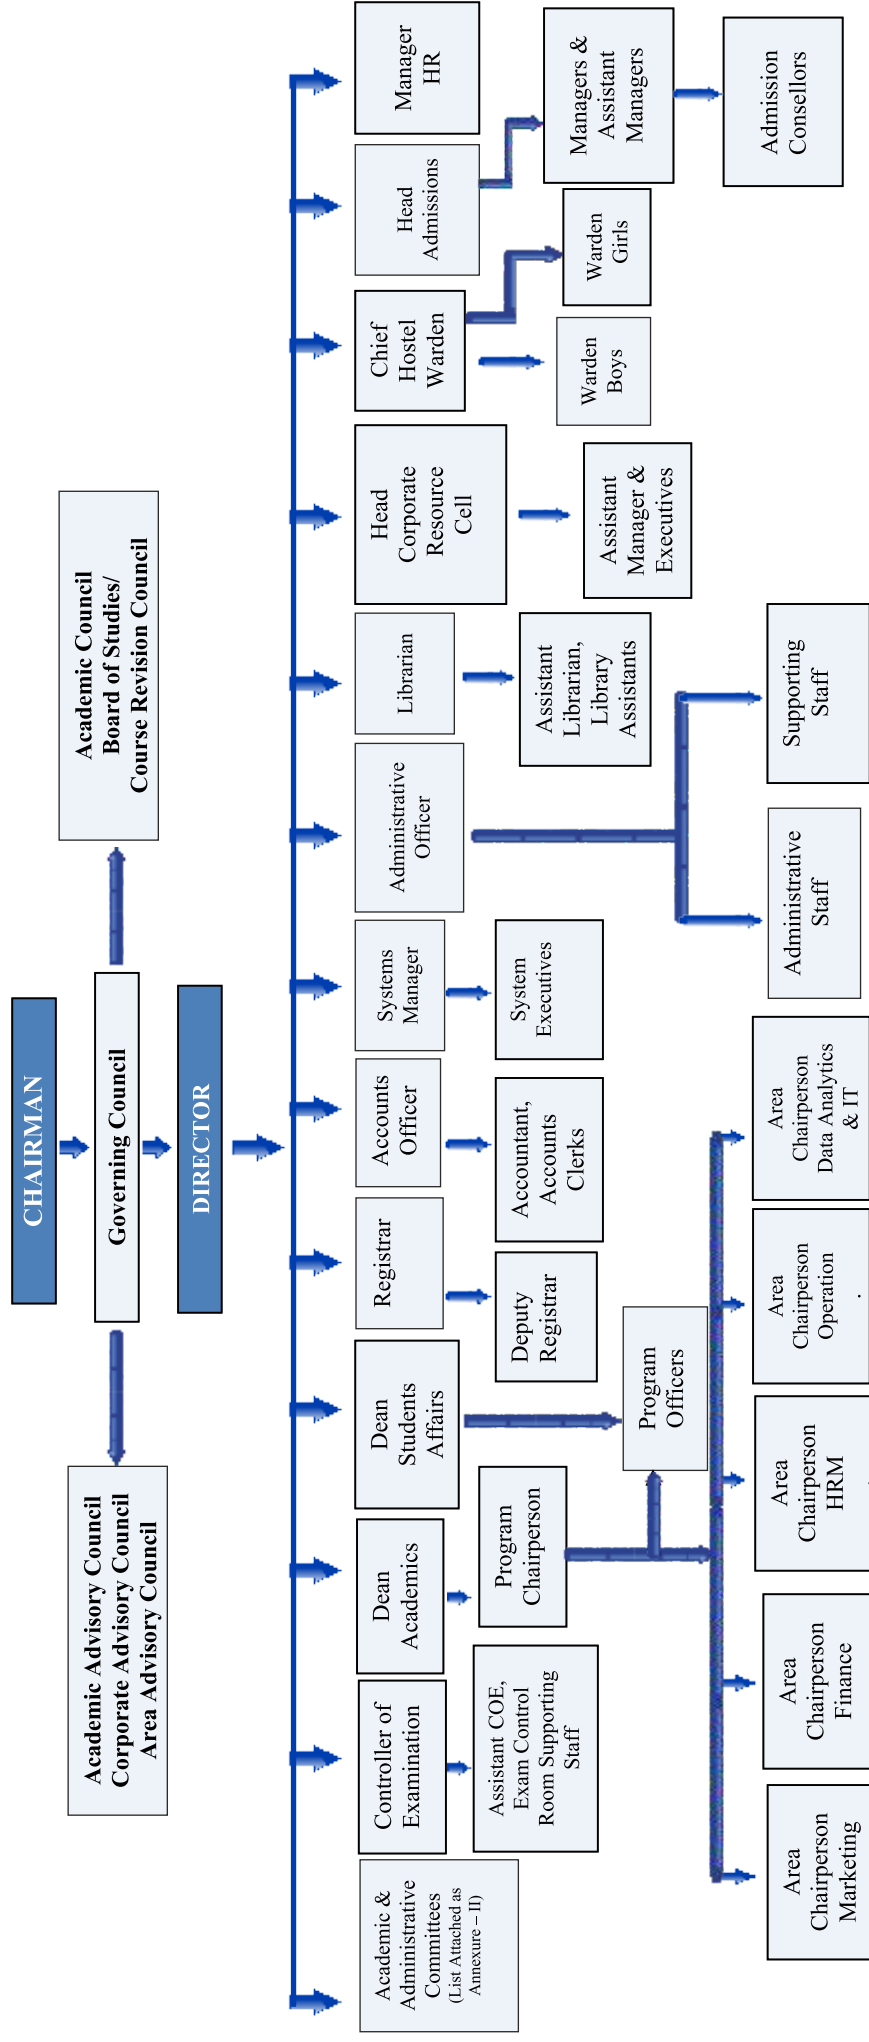 CHAIRMAN
Governing Council
DIRECTOR
Academic Advisory Council
Corporate Advisory Council
Area Advisory Council
Academic Council
Board of Studies/
Course Revision Council
Academic &
Administrative
Committees
(List Attached as
Annexure – II)
Controller of
Examination
Dean
Academics
Dean
Students
Affairs
Registrar
Accounts
Officer
Systems
Manager
Administrative
Officer
Librarian
Head
Corporate
Resource
Cell
Chief
Hostel
Warden
Head
Admissions
Manager
HR
Assistant COE,
Exam Control
Room Supporting
Staff
Program
Chairperson
Program
Officers
Deputy
Registrar
Accountant,
Accounts
Clerks
System
Executives
Assistant
Librarian,
Library
Assistants
Assistant
Manager &
Executives
Warden
Boys
Warden
Girls
Managers &
Assistant
Managers
Admission
Consellors
Area
Chairperson
Marketing
Area
Chairperson
Finance
Area
Chairperson
HRM
Area
Chairperson
Operation
.
Area
Chairperson
Data Analytics
& IT
Administrative
Staff
Supporting
Staff